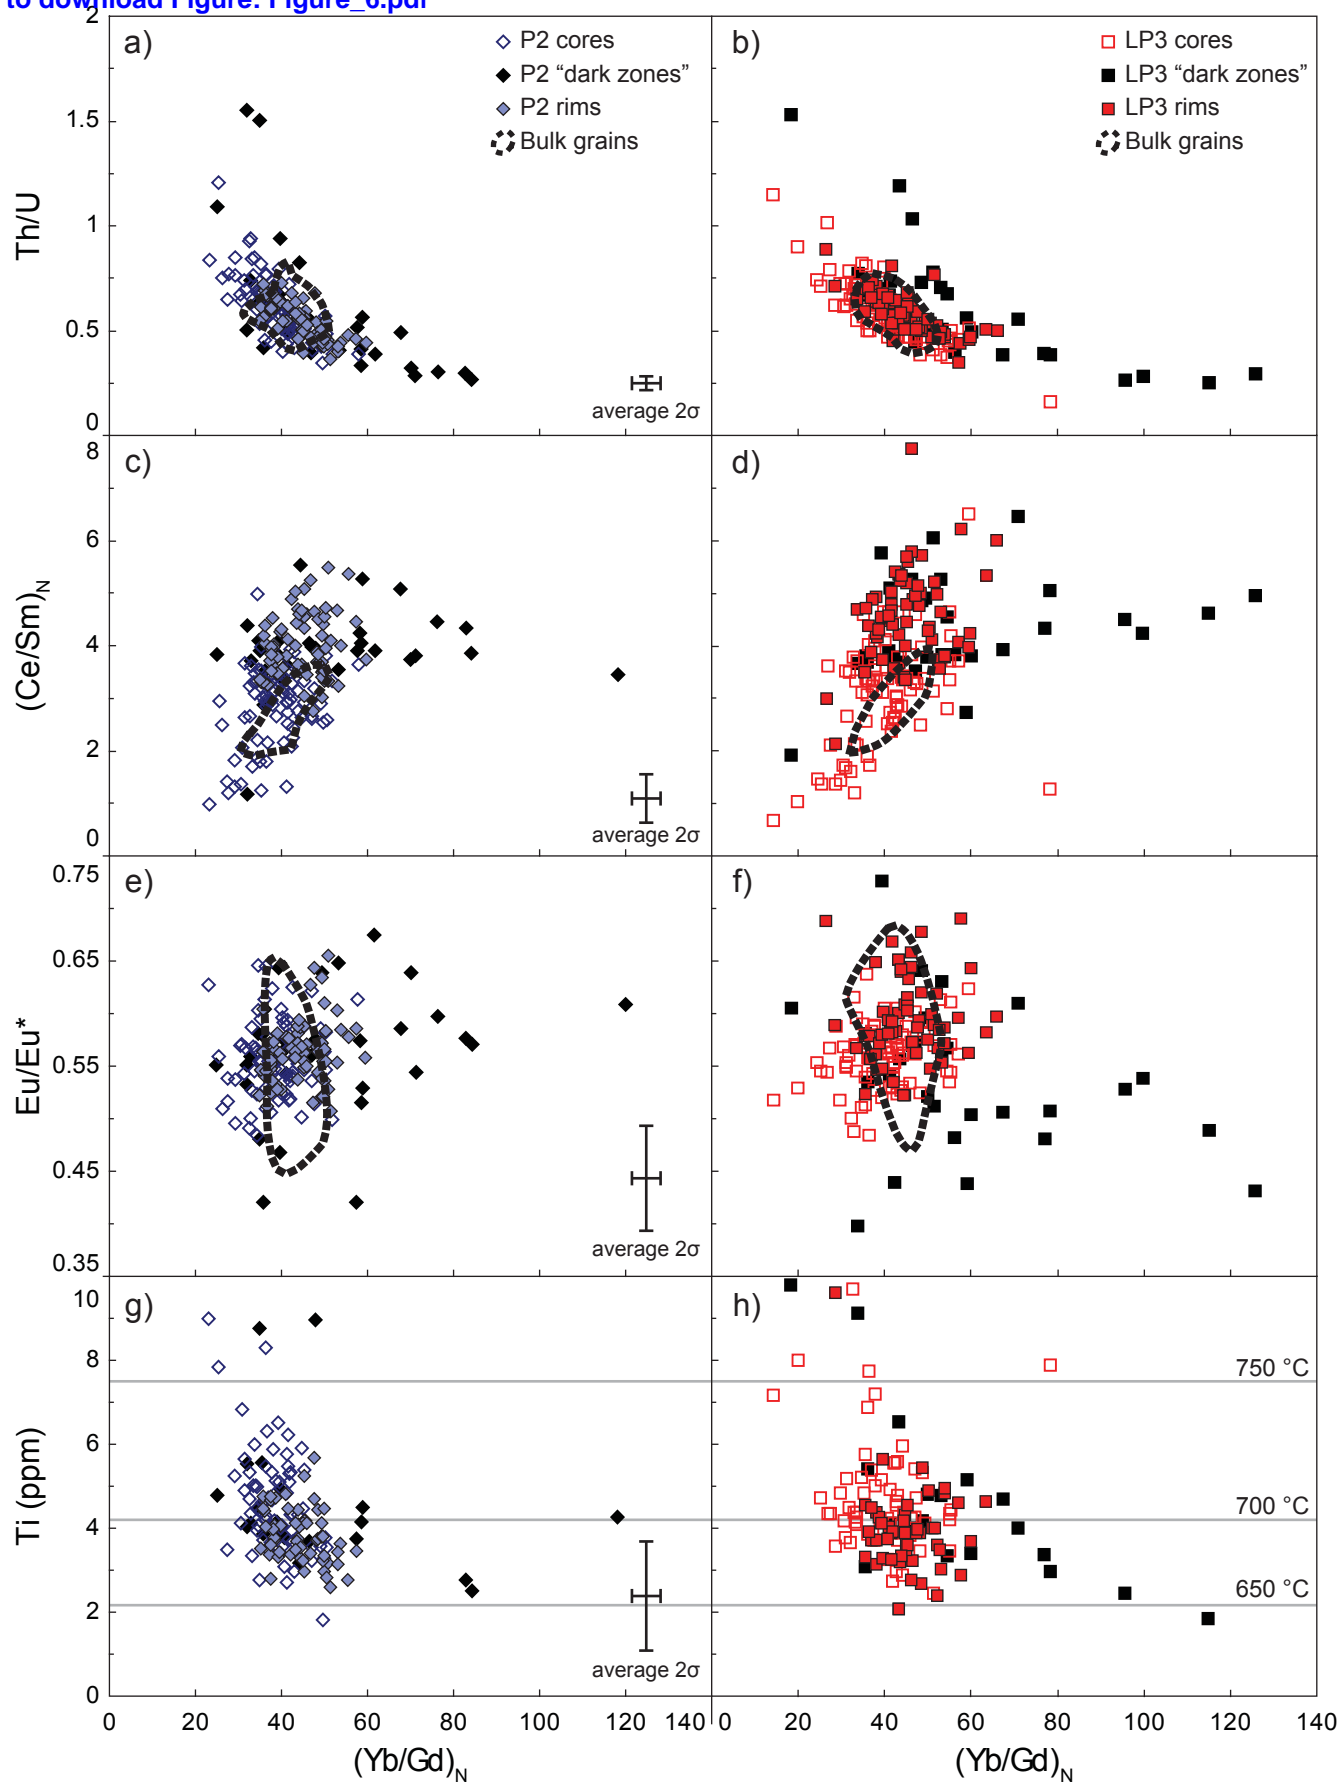 to download Figure: Figure_6.pdf
a)
P2 cores
P2 “dark zones”
P2 rims
Bulk grains
2
1.5
1
0.5
0
Th/U
average 2σ
b)
LP3 cores
LP3 “dark zones”
LP3 rims
Bulk grains
c)
8
6
4
2
0
(Ce/Sm)N
average 2σ
d)
e)
0.75
0.65
0.55
0.45
0.35
Eu/Eu*
average 2σ
f)
g)
10
8
6
4
2
0
Ti (ppm)
average 2σ
h)
750 °C
700 °C
650 °C
0 20 40 60 80 100 120 140
0 20 40 60 80 100 120 140
(Yb/Gd)N
(Yb/Gd)N